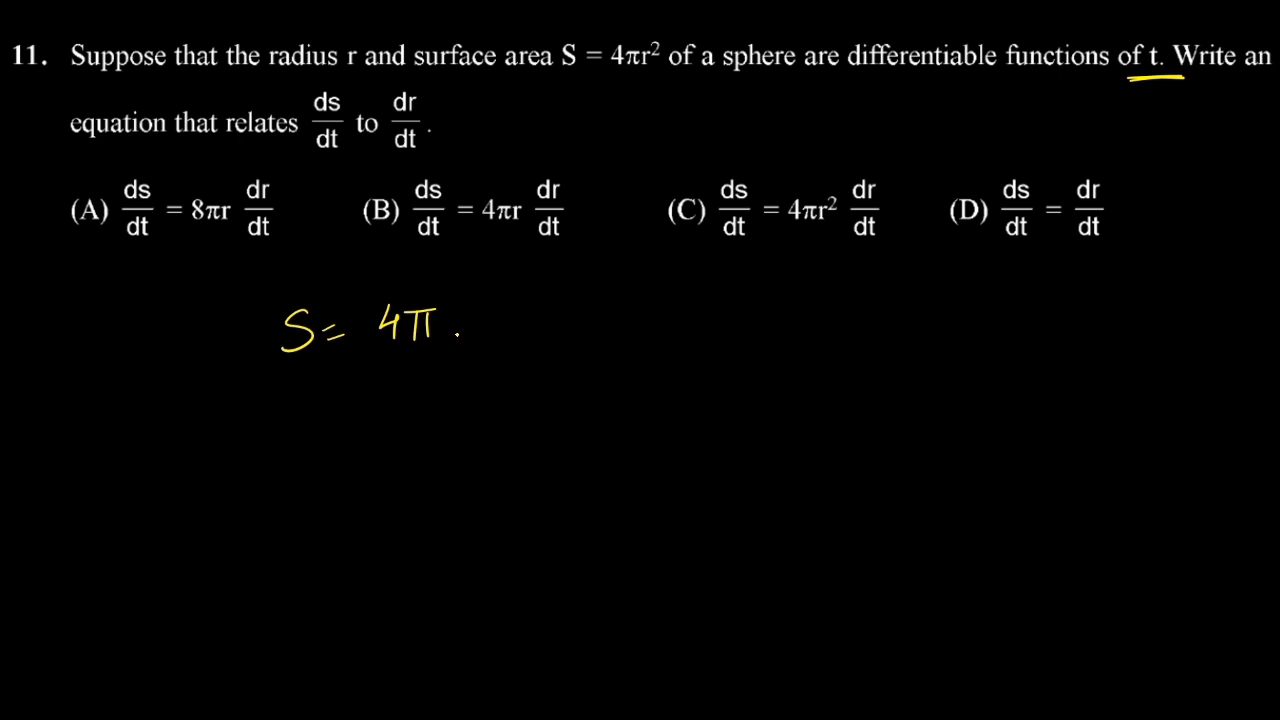 11. Suppose that the radius r and surface area S = 4πr² of a sphere are differentiable functions of t. Write an
equation that relates ds/dt to dr/dt.
(A) ds/dt = 8πr dr/dt (B) ds/dt = 4πr dr/dt (C) ds/dt = 4πr² dr/dt (D) ds/dt = dr/dt
S = 4π